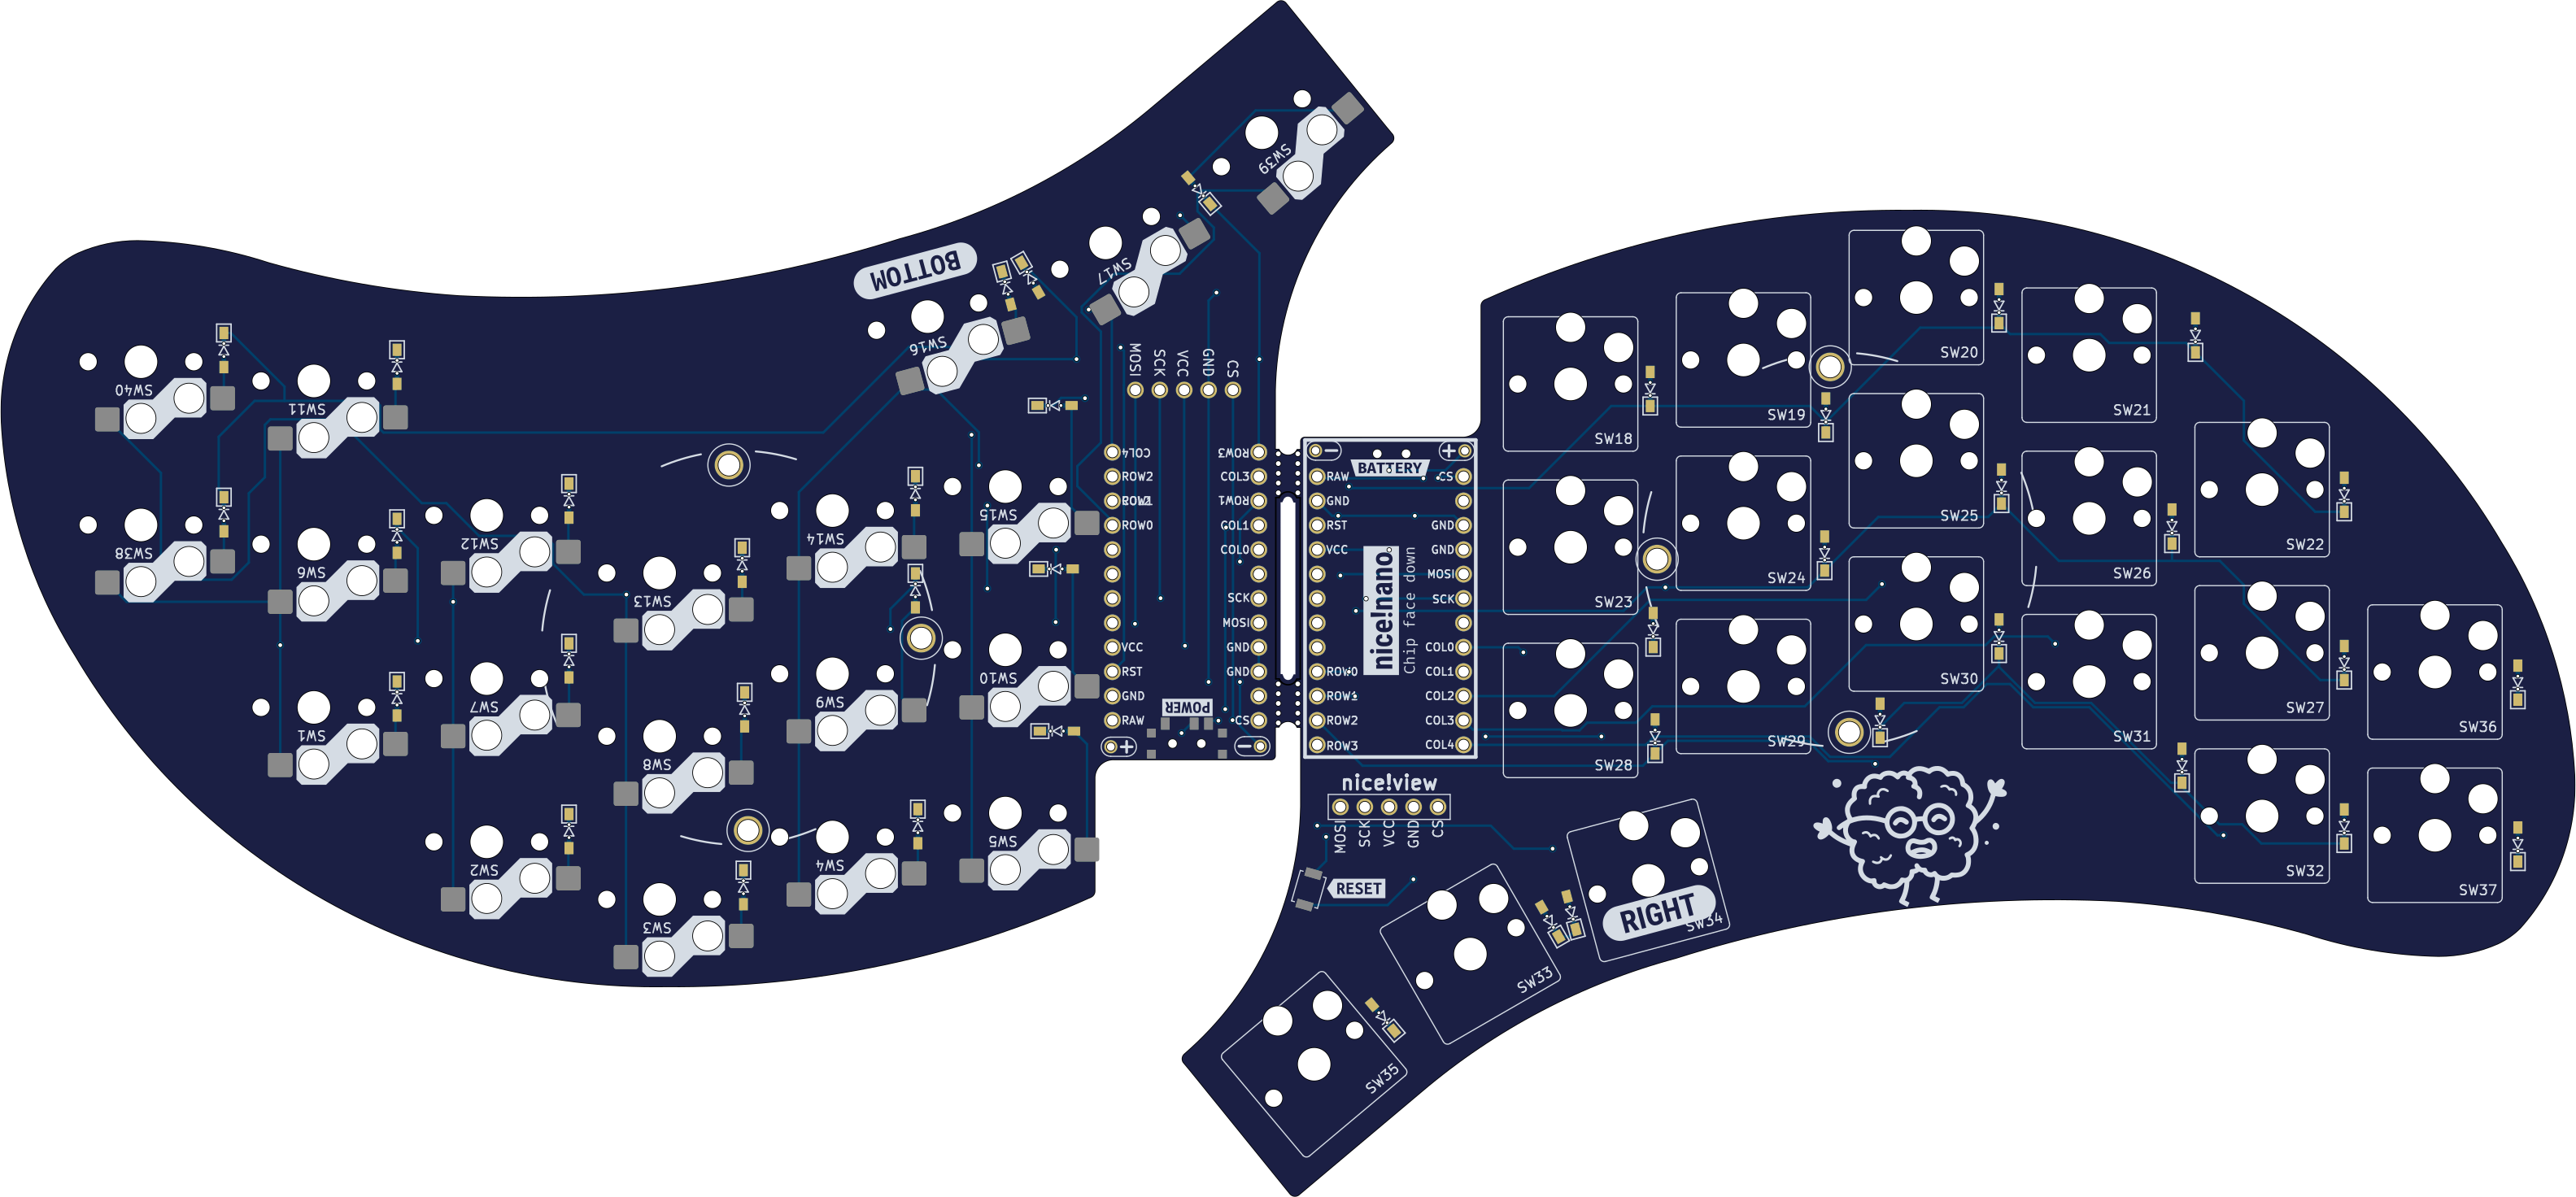 BOTTOM
SW39
SW17
SW16
SW40
SW11
SW38
SW6
SW12
SW13
SW14
SW15
SW1
SW7
SW8
SW9
SW10
SW2
SW3
SW4
SW5
MOSI
SCK
VCC
GND
CS
COL4
ROW2
ROW0
VCC
RST
GND
RAW
ROW3
COL3
ROW1
COL1
COL0
SCK
MOSI
GND
GND
CS
POWER
+
−
−
+
BATTERY
RAW
GND
RST
VCC
ROW0
ROW1
ROW2
ROW3
CS
GND
GND
MOSI
SCK
COL0
COL1
COL2
COL3
COL4
nice!nano
Chip face down
nice!view
MOSI
SCK
VCC
GND
CS
RESET
SW18
SW19
SW20
SW21
SW22
SW23
SW24
SW25
SW26
SW27
SW36
SW28
SW29
SW30
SW31
SW32
SW37
RIGHT
SW34
SW33
SW35